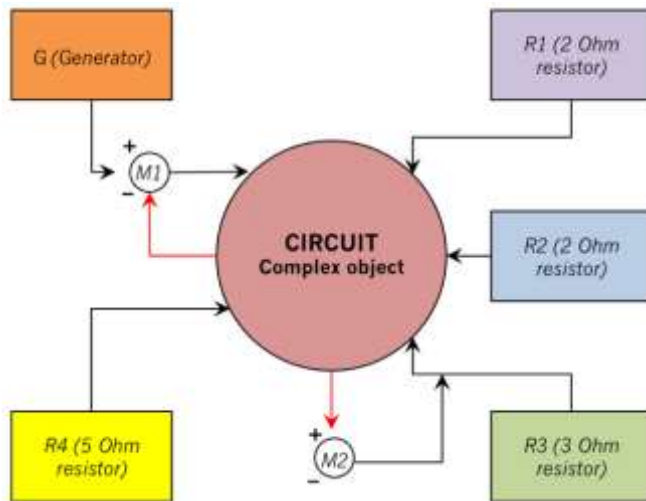 G (Generator)
R1 (2 Ohm
resistor)
+
M1
−
CIRCUIT
Complex object
R2 (2 Ohm
resistor)
R4 (5 Ohm
resistor)
+
M2
−
R3 (3 Ohm
resistor)